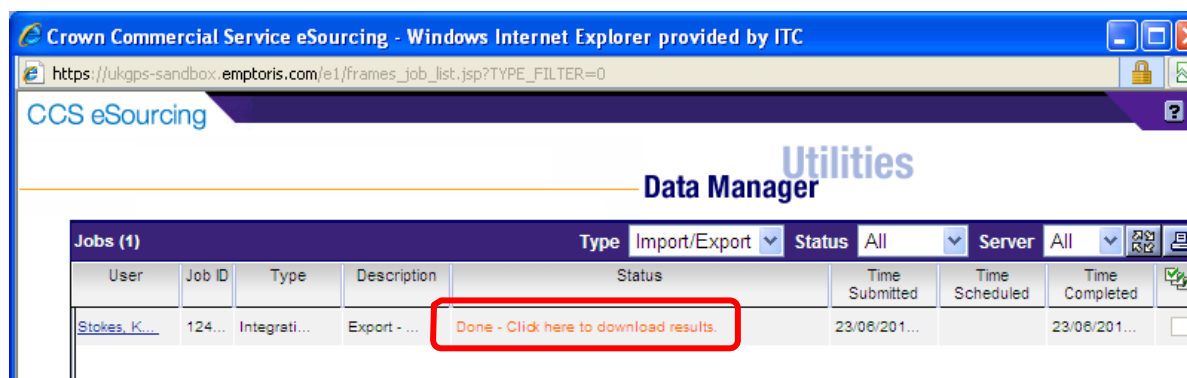 Crown Commercial Service eSourcing - Windows Internet Explorer provided by ITC
https://ukgps-sandbox.emptoris.com/e1/frames_job_list.jsp?TYPE_FILTER=0
CCS eSourcing
?
Utilities
Data Manager
Jobs (1) Type Import/Export Status All Server All
User Job ID Type Description Status Time Submitted Time Scheduled Time Completed
Stokes, K... 124... Integrati... Export - ... Done - Click here to download results. 23/06/201... 23/06/201...